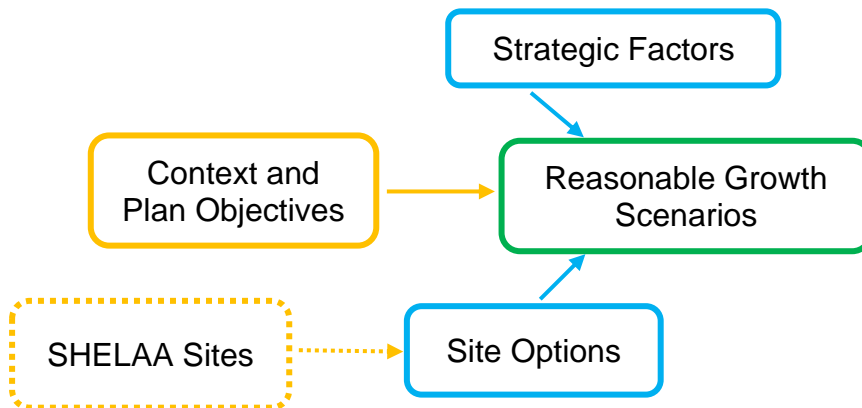 Strategic Factors
Context and
Plan Objectives
Reasonable Growth
Scenarios
SHELAA Sites
Site Options